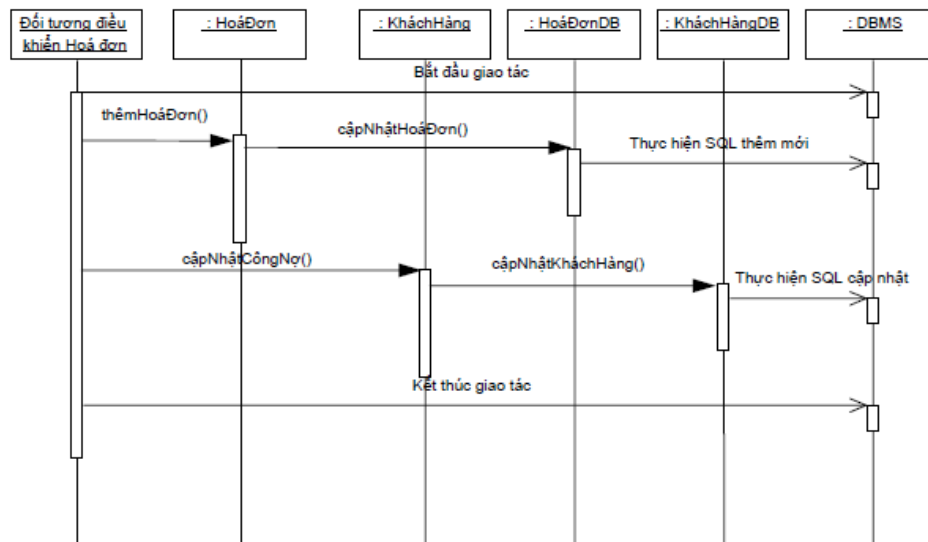 Đối tượng điều
khiển Hoá đơn
: HoáĐơn
: KháchHàng
: HoáĐơnDB
: KháchHàngDB
: DBMS
Bắt đầu giao tác
thêmHoáĐơn()
cậpNhậtHoáĐơn()
Thực hiện SQL thêm mới
cậpNhậtCôngNợ()
cậpNhậtKháchHàng()
Thực hiện SQL cập nhật
Kết thúc giao tác